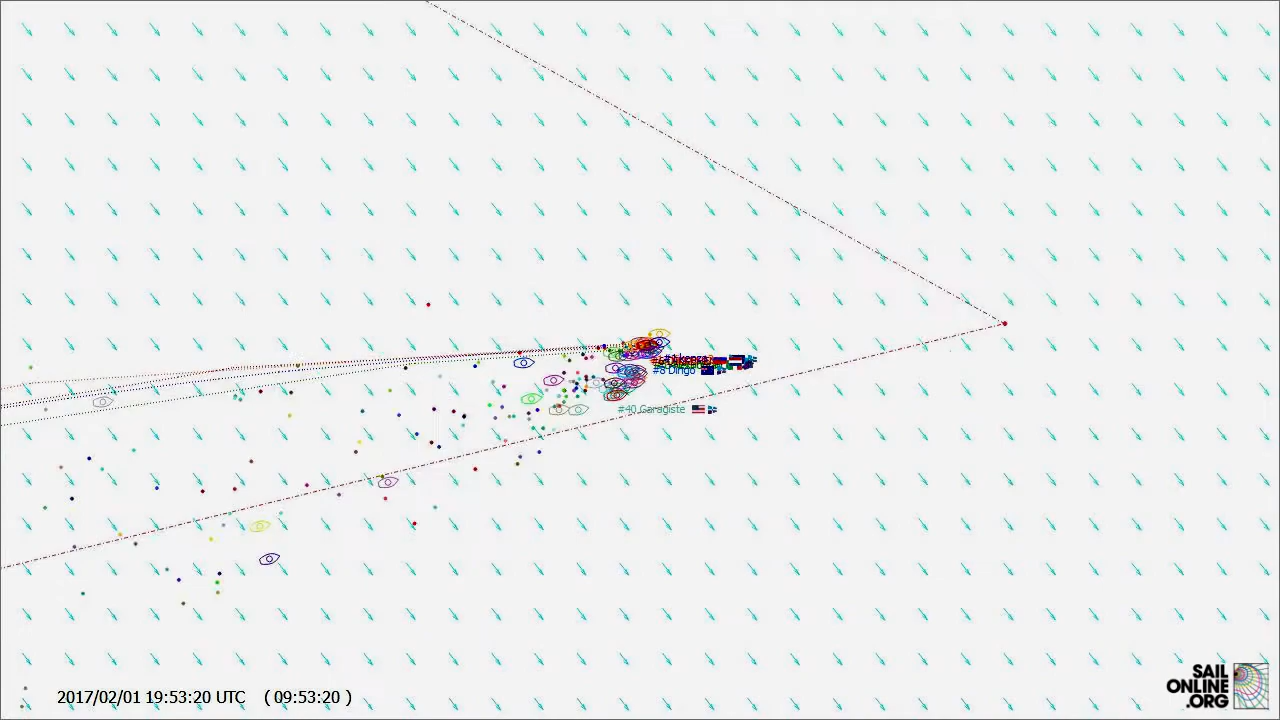 #8 Dingo
#40 Garagiste
2017/02/01 19:53:20 UTC ( 09:53:20 )
SAIL
ONLINE
.ORG